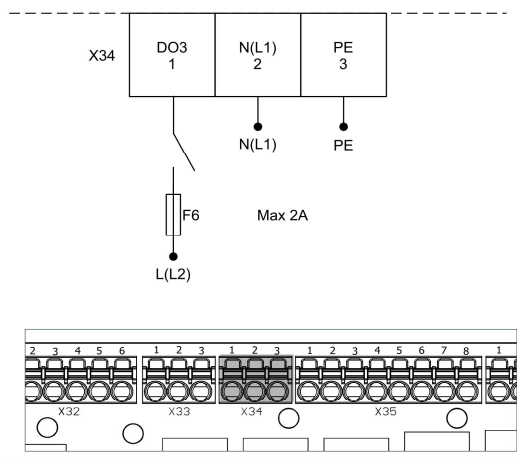 X34
DO3 N(L1) PE
1 2 3
N(L1) PE
F6 Max 2A
L(L2)
2 3 4 5 6 1 2 3 1 2 3 1 2 3 4 5 6 7 8 1
X32 X33 X34 X35